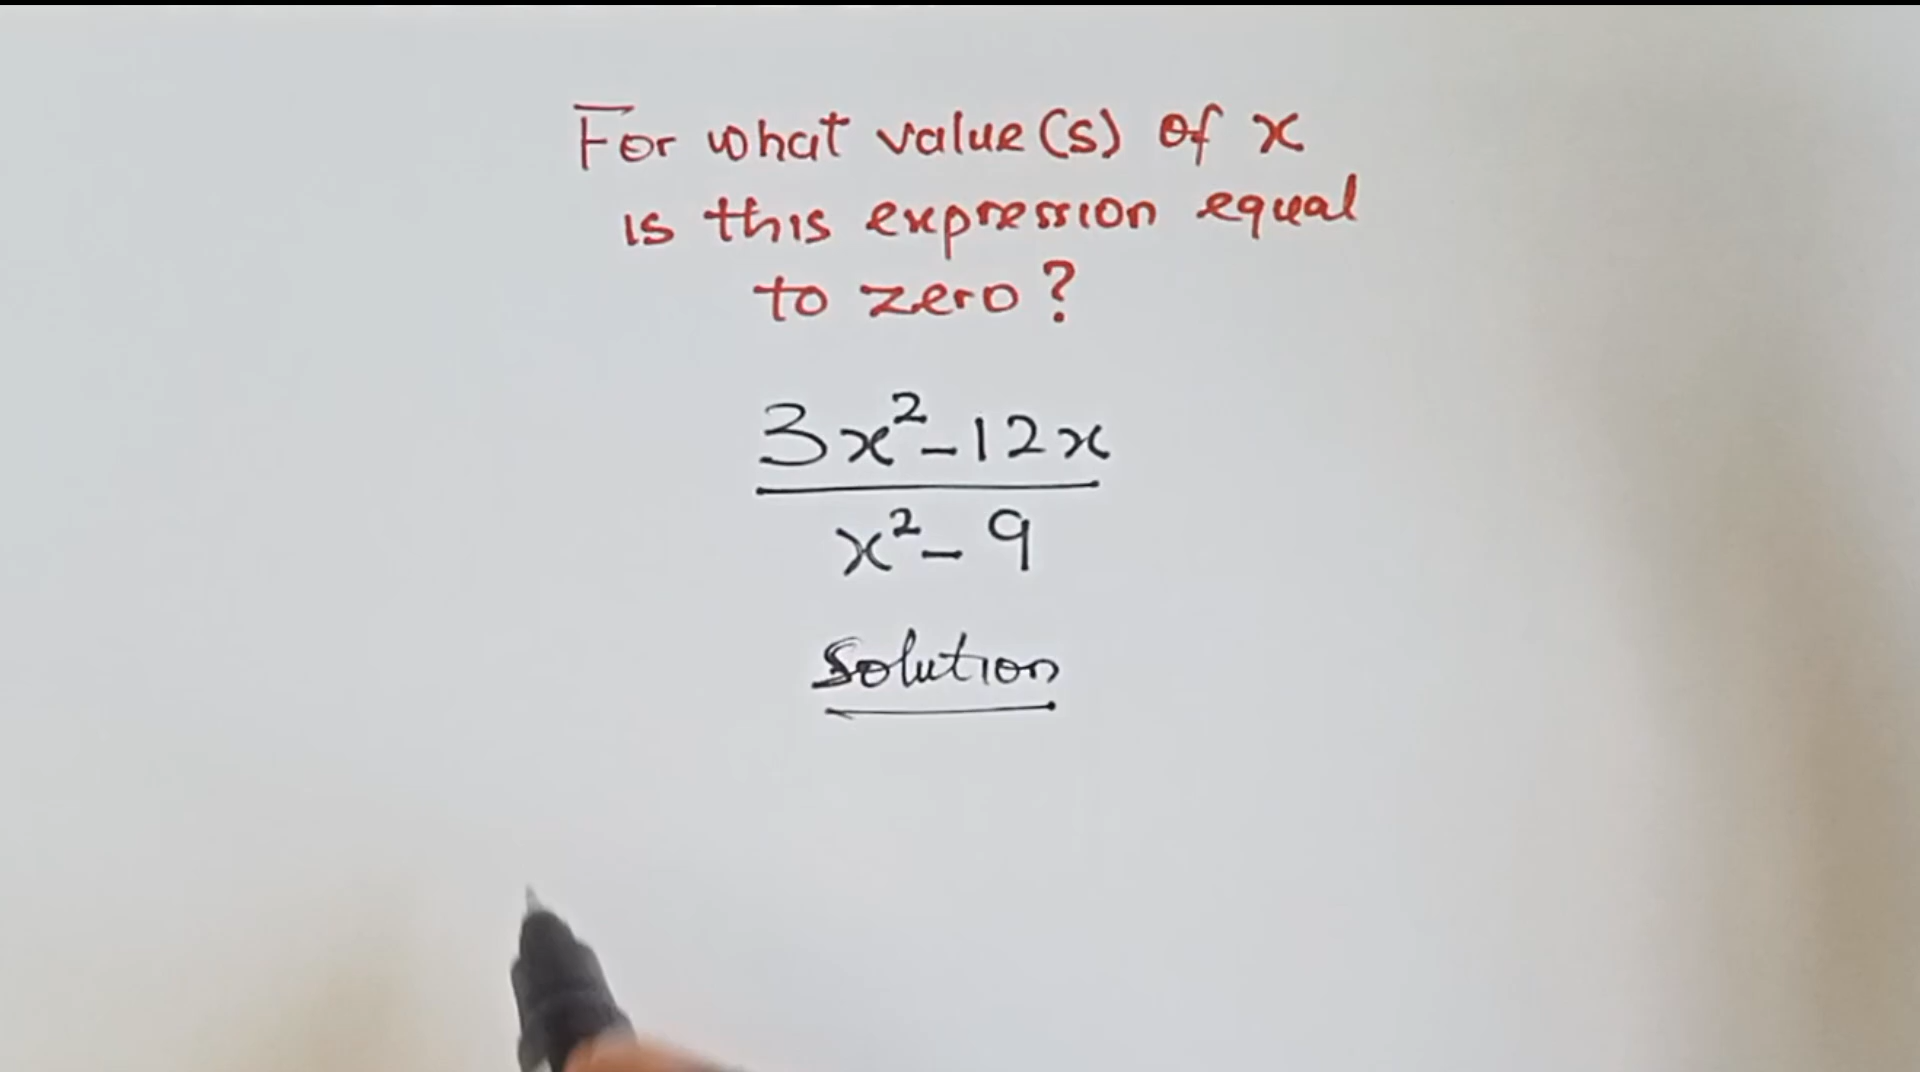 For what value(s) of x
is this expression equal
to zero?
3x²-12x
x²-9
Solution